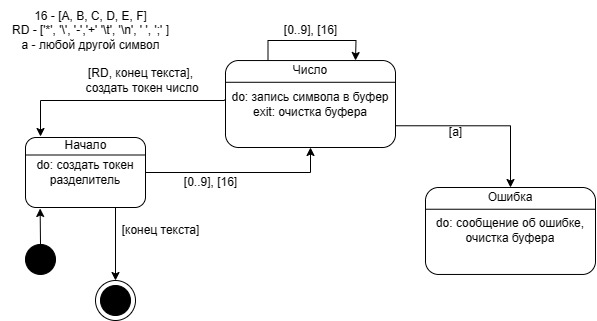 16 - [A, B, C, D, E, F]
RD - ['*', '\', '-','+' '\t', '\n', ' ', ';' ]
a - любой другой символ
[0..9], [16]
[RD, конец текста],
создать токен число
Число
do: запись символа в буфер
exit: очистка буфера
[a]
Начало
do: создать токен
разделитель
[0..9], [16]
Ошибка
do: сообщение об ошибке,
очистка буфера
[конец текста]